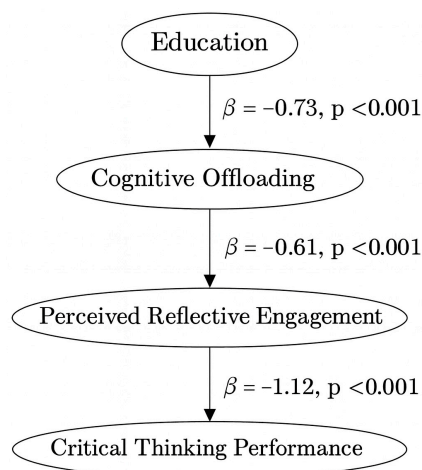 Education
β = –0.73, p <0.001
Cognitive Offloading
β = –0.61, p <0.001
Perceived Reflective Engagement
β = –1.12, p <0.001
Critical Thinking Performance